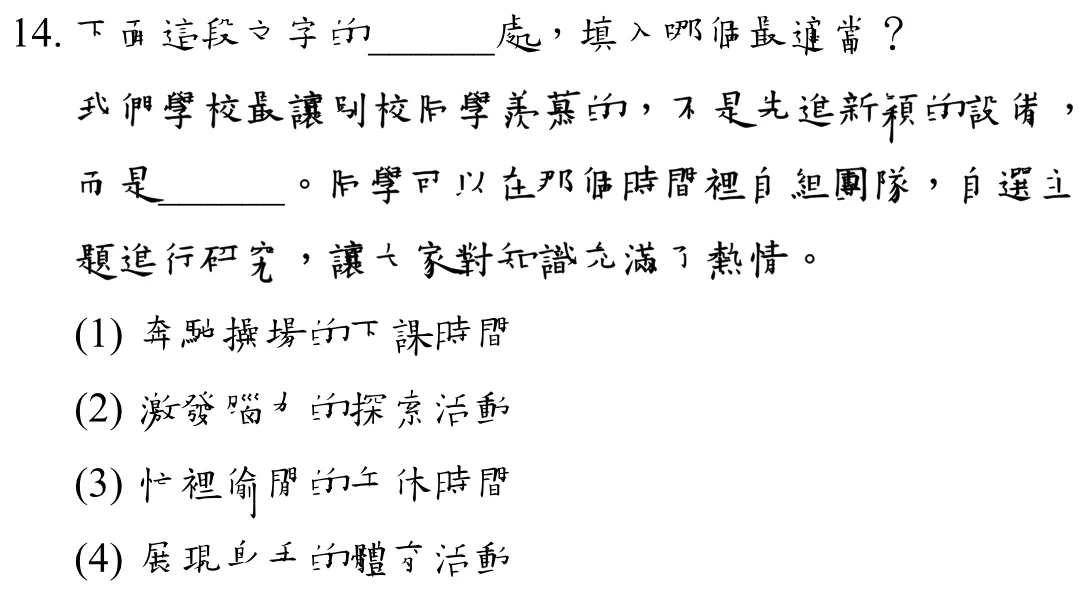 14. 下面這段文字的______處，填入哪個最適當？
我們學校最讓別校同學羨慕的，不是先進新穎的設備，
而是______。同學可以在那個時間裡自組團隊，自選主
題進行研究，讓大家對知識充滿了熱情。
(1) 奔馳操場的下課時間
(2) 激發腦力的探索活動
(3) 忙裡偷閒的午休時間
(4) 展現身手的體育活動